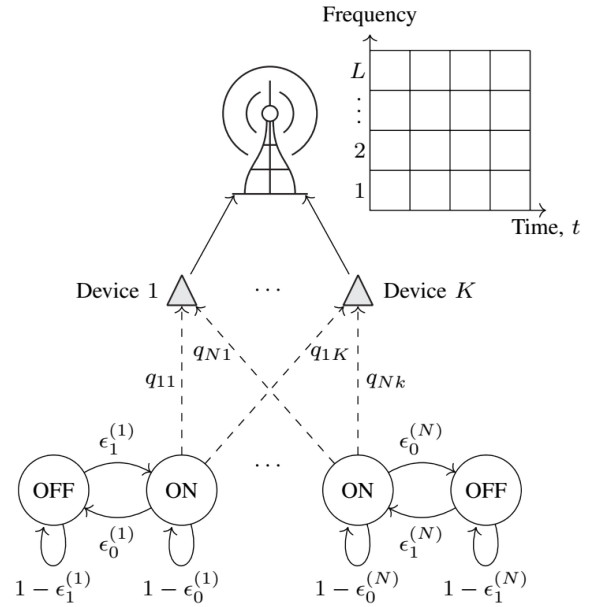 Frequency
L
⋮
2
1
Time, t
Device 1
· · ·
Device K
q_{N1}
q_{1K}
q_{11}
q_{Nk}
ϵ_1^{(1)}
· · ·
ϵ_0^{(N)}
OFF
ON
ON
OFF
ϵ_0^{(1)}
ϵ_1^{(N)}
1 − ϵ_1^{(1)}
1 − ϵ_0^{(1)}
1 − ϵ_0^{(N)}
1 − ϵ_1^{(N)}